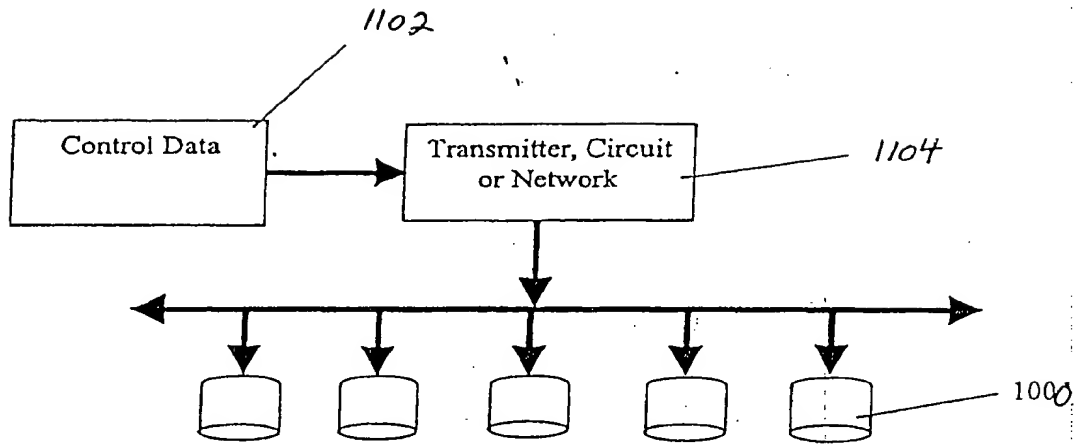 1102
Control Data
Transmitter, Circuit
or Network
1104
1000